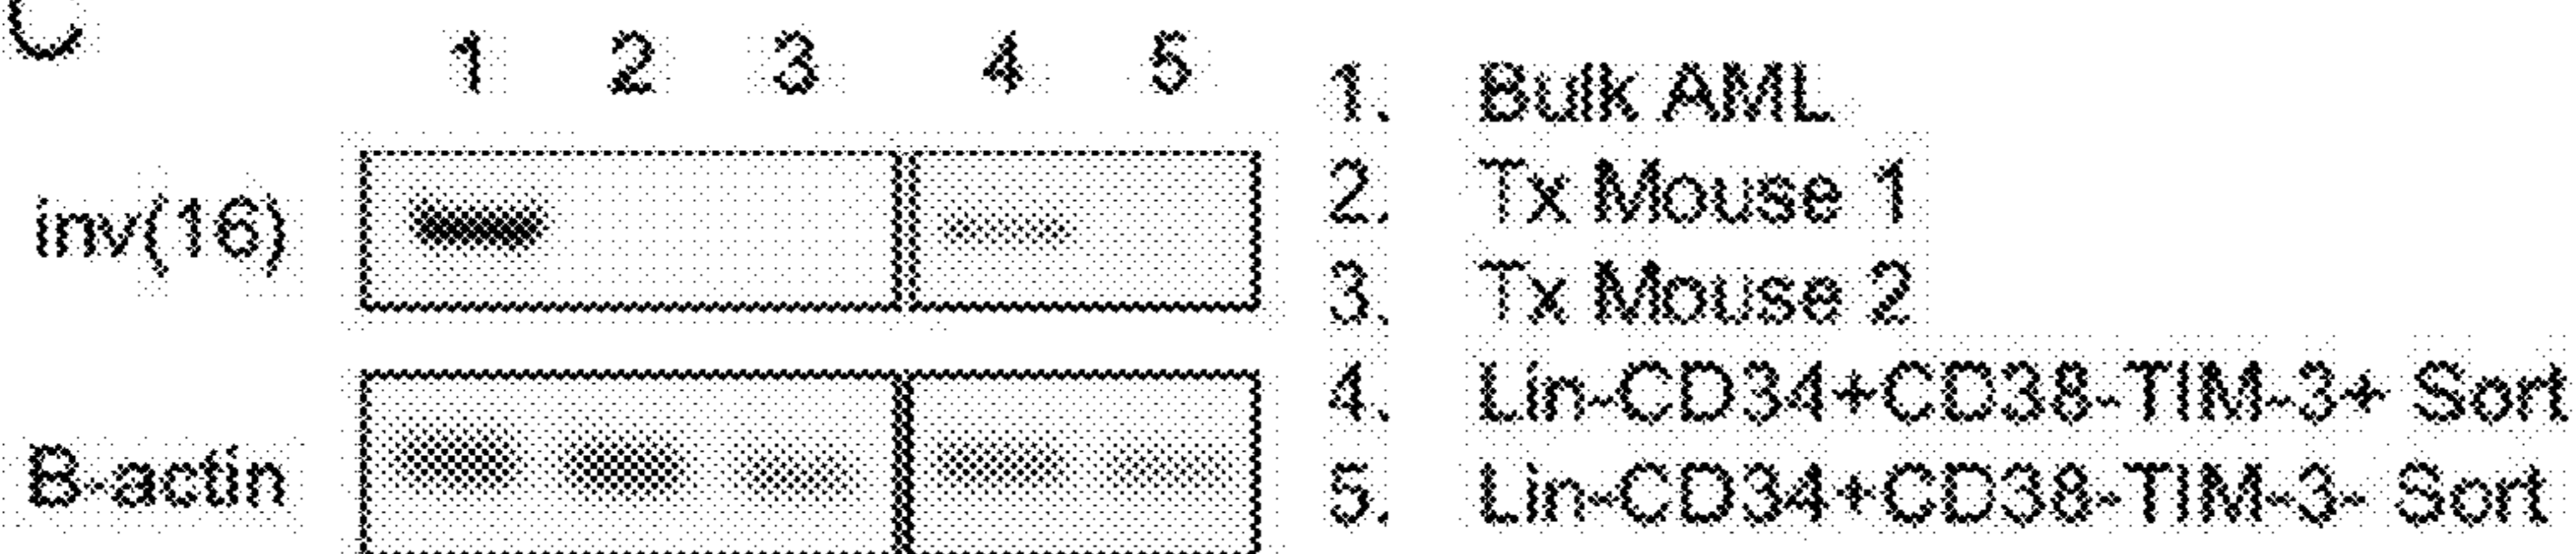 C
1 2 3 4 5
1. Bulk AML
2. Tx Mouse 1
inv(16)
3. Tx Mouse 2
4. Lin-CD34+CD38-TIM-3+ Sort
B-actin
5. Lin-CD34+CD38-TIM-3- Sort